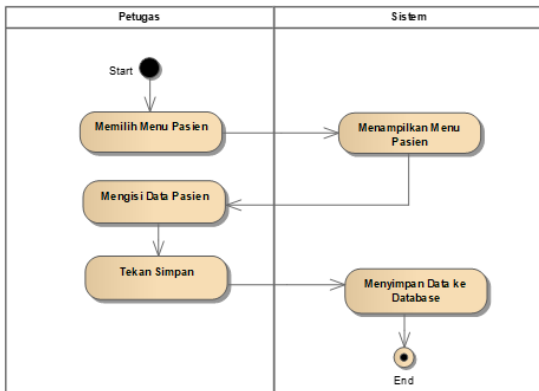 Petugas
Sistem
Start
Memilih Menu Pasien
Menampilkan Menu
Pasien
Mengisi Data Pasien
Tekan Simpan
Menyimpan Data ke
Database
End